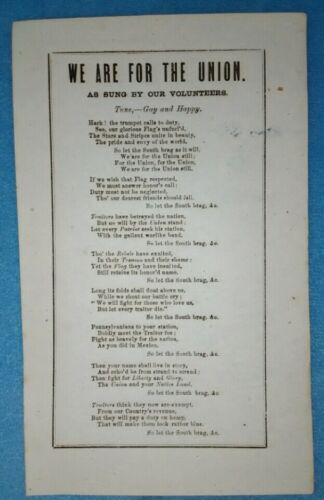 WE ARE FOR THE UNION.
AS SUNG BY OUR VOLUNTEERS.
Tune,—Gay and Happy.
Hark! the trumpet calls to duty,
See, our glorious Flag's unfurl'd,
The Stars and Stripes unite in beauty,
The pride and envy of the world.
So let the South brag as it will,
We are for the Union still;
For the Union, for the Union,
We are for the Union still.
If we wish that Flag respected,
We must answer honor's call;
Duty must not be neglected,
Tho' our dearest friends should fall.
So let the South brag, &c.
Traitors have betrayed the nation,
But us will by the Union stand;
Let every Patriot seek his station,
With the gallent warlike band.
So let the South brag, &c.
Tho' the Rebels have exulted,
In their Treason and their shame;
Yet the Flag they have insulted,
Still retains its honor'd name.
So let the South brag, &c.
Long its folds shall float above us,
While we shout our battle cry;
"We will fight for those who love us,
But let every traitor die."
So let the South brag, &c.
Pennsylvanians to your station,
Boldly meet the Traitor foe;
Fight as bravely for the nation,
As you did in Mexico.
So let the South brag, &c.
Then your name shall live in story,
And echo'd be from strand to strand;
Then fight for Liberty and Glory,
The Union and your Native Land.
So let the South brag, &c.
Traitors think they now are exempt,
From our Country's revenue,
But they will pay a duty on hemp,
That will make them look rather blue.
So let the South brag, &c.